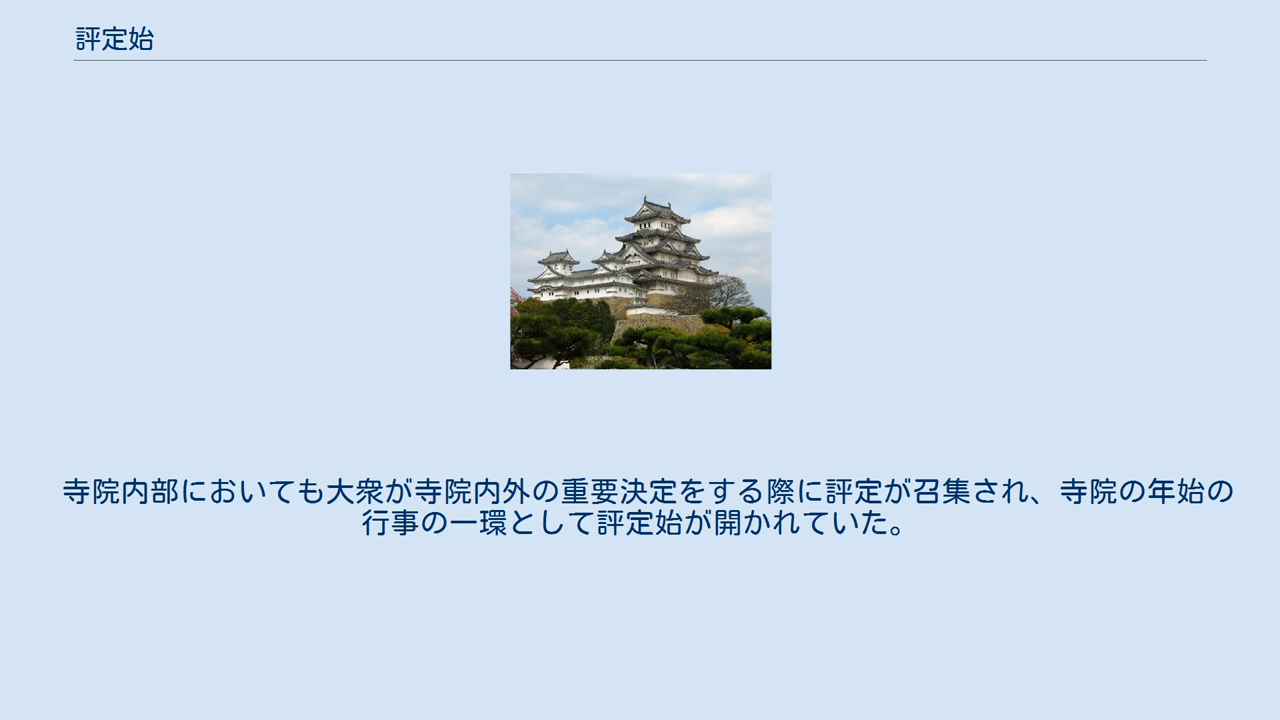 評定始
寺院内部においても大衆が寺院内外の重要決定をする際に評定が召集され、寺院の年始の
行事の一環として評定始が開かれていた。